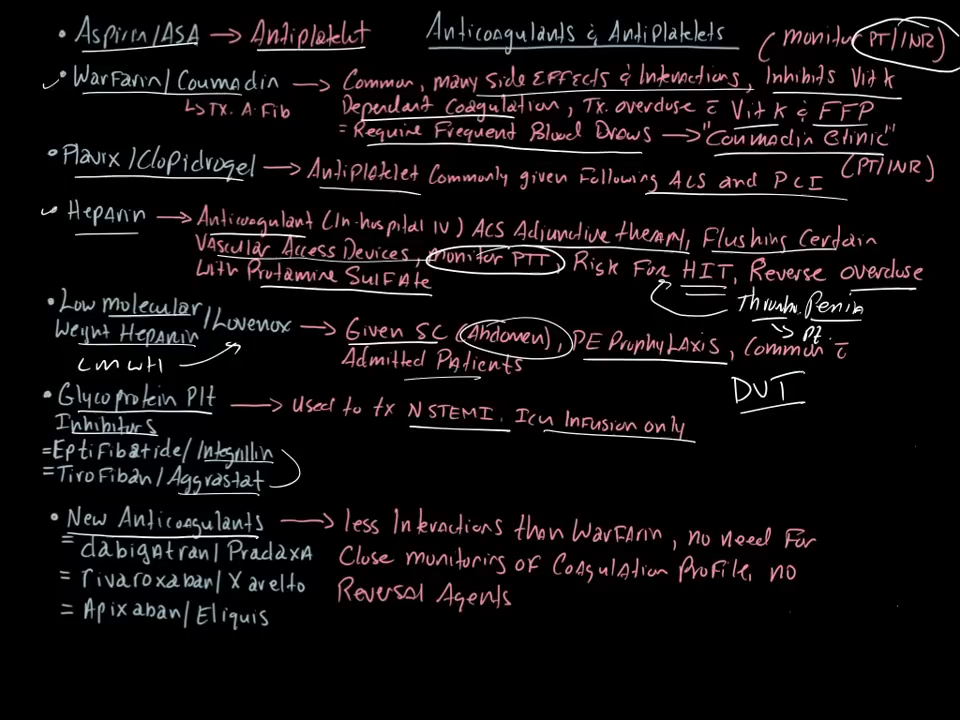 Anticoagulants & Antiplatelets
• Aspirin/ASA → Antiplatelet
(monitor PT/INR)
• Warfarin/Coumadin → Common, many Side Effects & Interactions, Inhibits Vit K
↳ Tx. A. Fib
Dependant Coagulation, Tx. overdose c̄ Vit K & FFP
= Require Frequent Blood Draws → "Coumadin Clinic"
(PT/INR)
• Plavix/Clopidrogel → Antiplatelet Commonly given Following ACS and PCI
• Heparin → Anticoagulant (In-hospital IV) ACS Adjunctive therapy, Flushing Certain
Vascular Access Devices, monitor PTT, Risk For HIT, Reverse overdose
with Protamine Sulfate
Thrombo. Penia
→ Plt.
• Low molecular
Weight Heparin/Lovenox → Given SC (Abdomen), PE Prophylaxis, Common c̄
Admitted Patients
LMWH
DVT
• Glycoprotein Plt → Used to tx NSTEMI. ICU Infusion only
Inhibitors
= Eptifibatide/Integrillin
= Tirofiban/Aggrastat
• New Anticoagulants → less Interactions than Warfarin, no need For
Close monitoring of Coagulation Profile, no
Reversal Agents
= dabigatran/Pradaxa
= rivaroxaban/Xarelto
= Apixaban/Eliquis